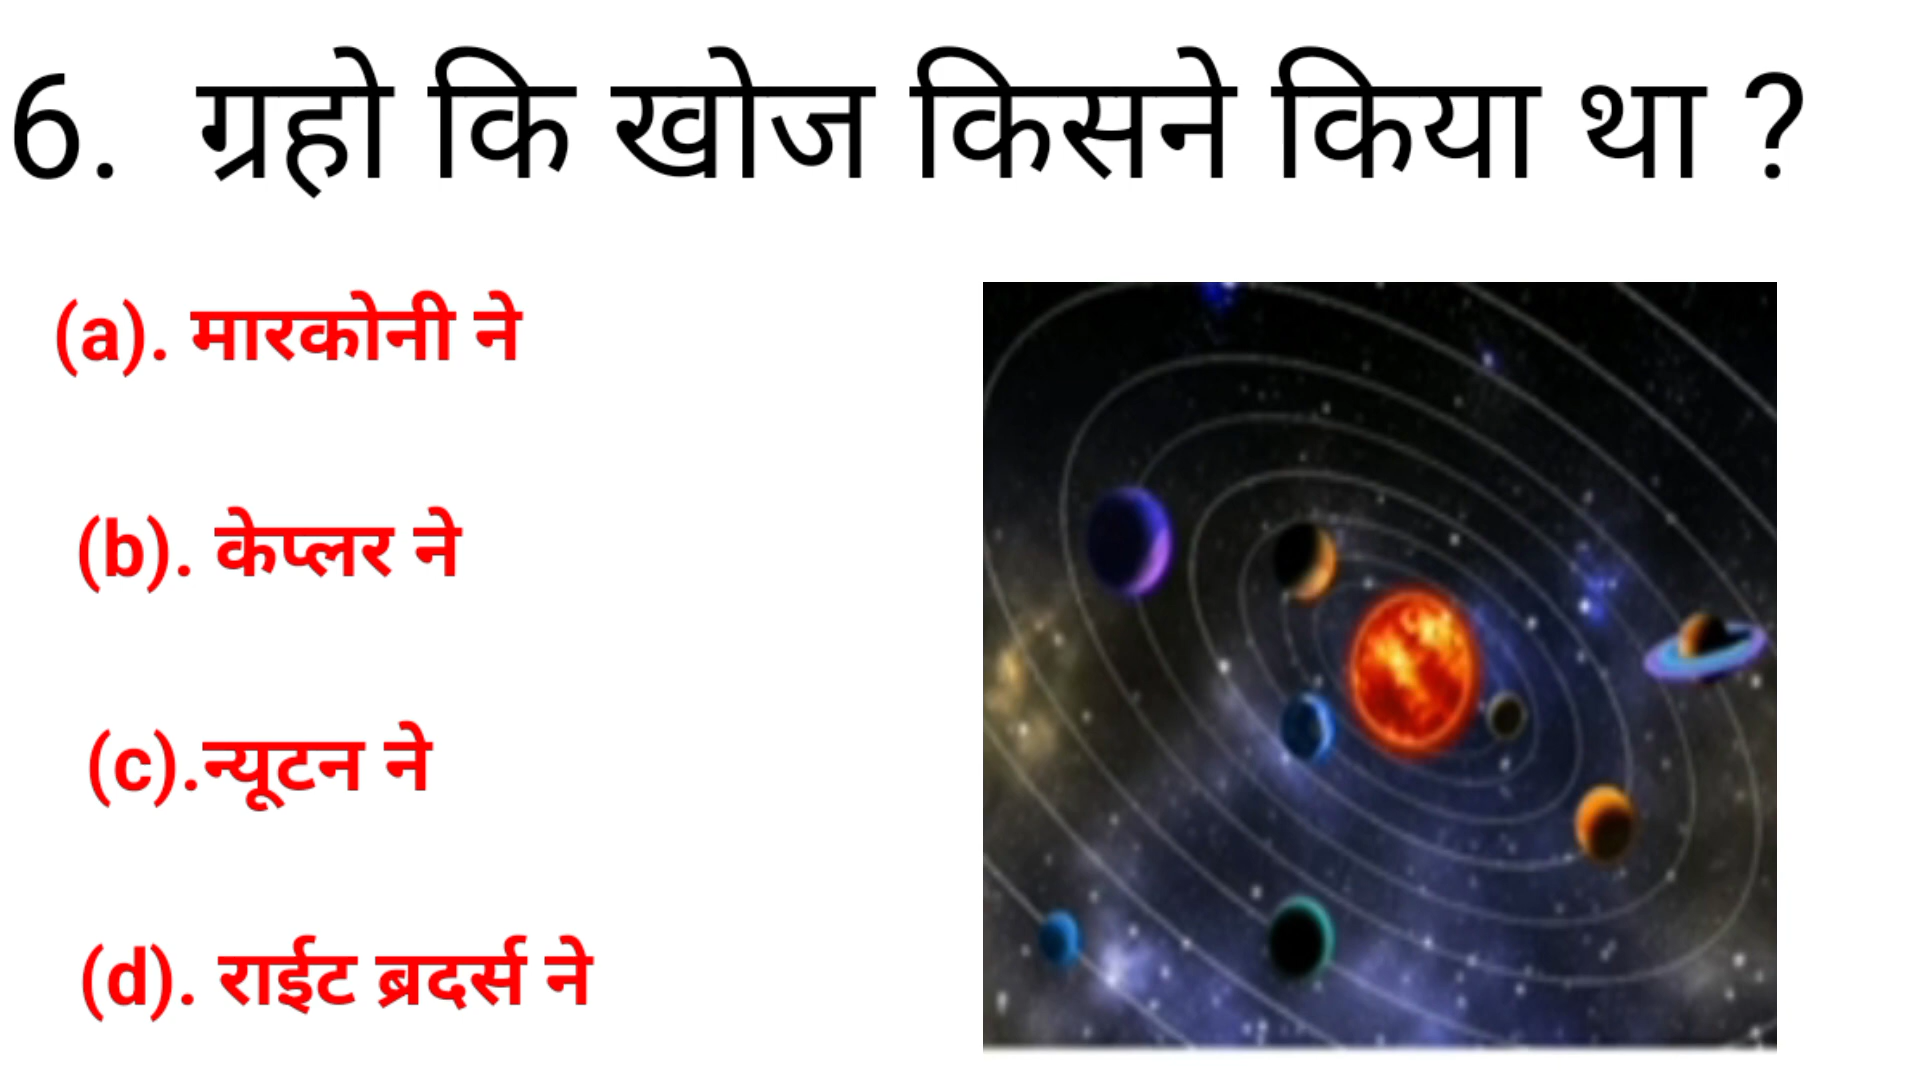 6. ग्रहो कि खोज किसने किया था ?
(a). मारकोनी ने
(b). केप्लर ने
(c).न्यूटन ने
(d). राईट ब्रदर्स ने